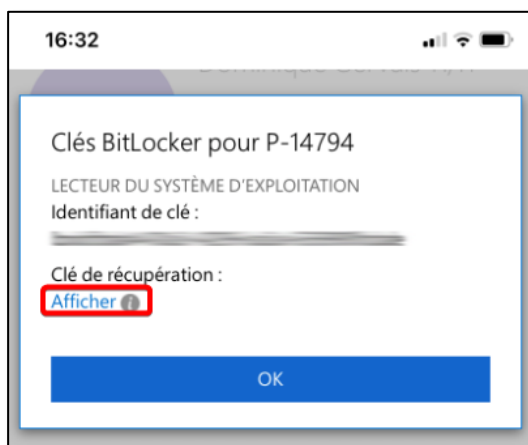 16:32
Clés BitLocker pour P-14794
LECTEUR DU SYSTÈME D'EXPLOITATION
Identifiant de clé :
Clé de récupération :
Afficher
OK